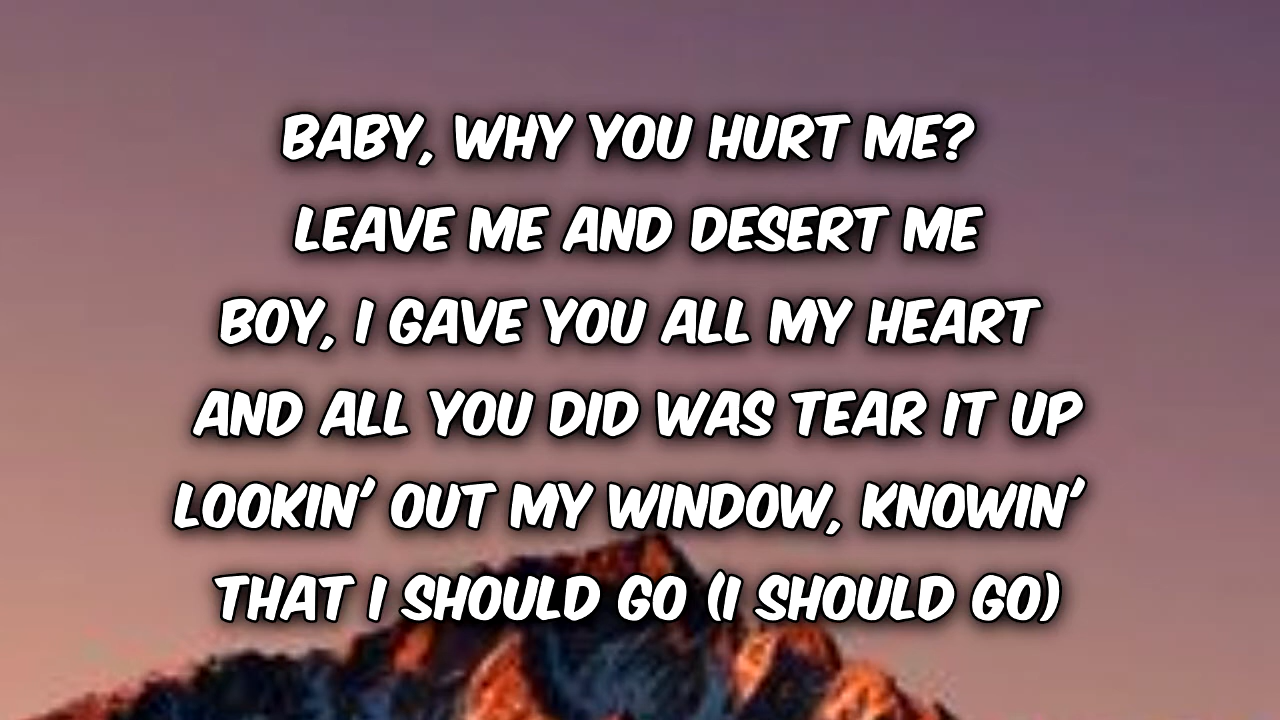 BABY, WHY YOU HURT ME?
LEAVE ME AND DESERT ME
BOY, I GAVE YOU ALL MY HEART
AND ALL YOU DID WAS TEAR IT UP
LOOKIN' OUT MY WINDOW, KNOWIN'
THAT I SHOULD GO (I SHOULD GO)